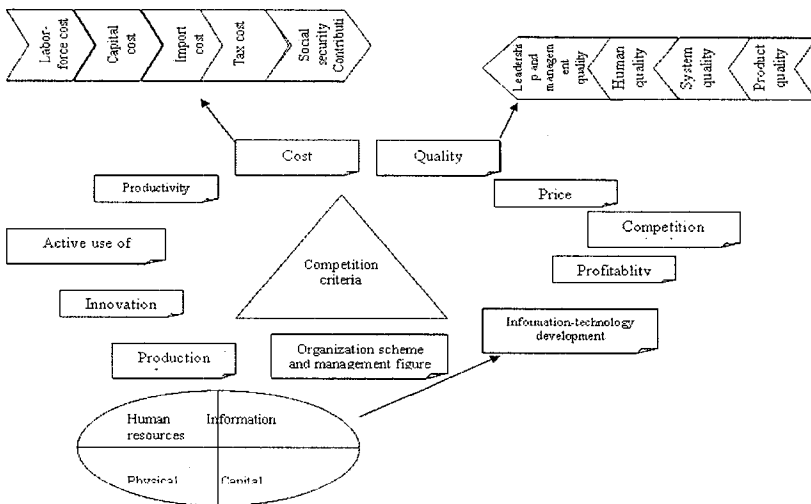 Labor-
force cost
Capital
cost
Import
cost
Tax cost
Social
security
Contributi
Leadershi
p and
managem
ent
quality
Human
quality
System
quality
Product
quality
Cost
Quality
Productivity
Price
Active use of
Competition
Competition
criteria
Profitablity
Innovation
Information-technology
development
Production
Organization scheme
and management figure
Human
resources
Information
Physical
Capital